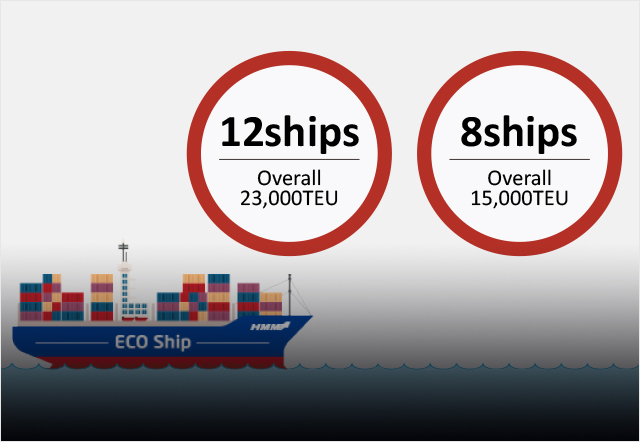 12ships
Overall
23,000TEU
8ships
Overall
15,000TEU
ECO Ship
HMM